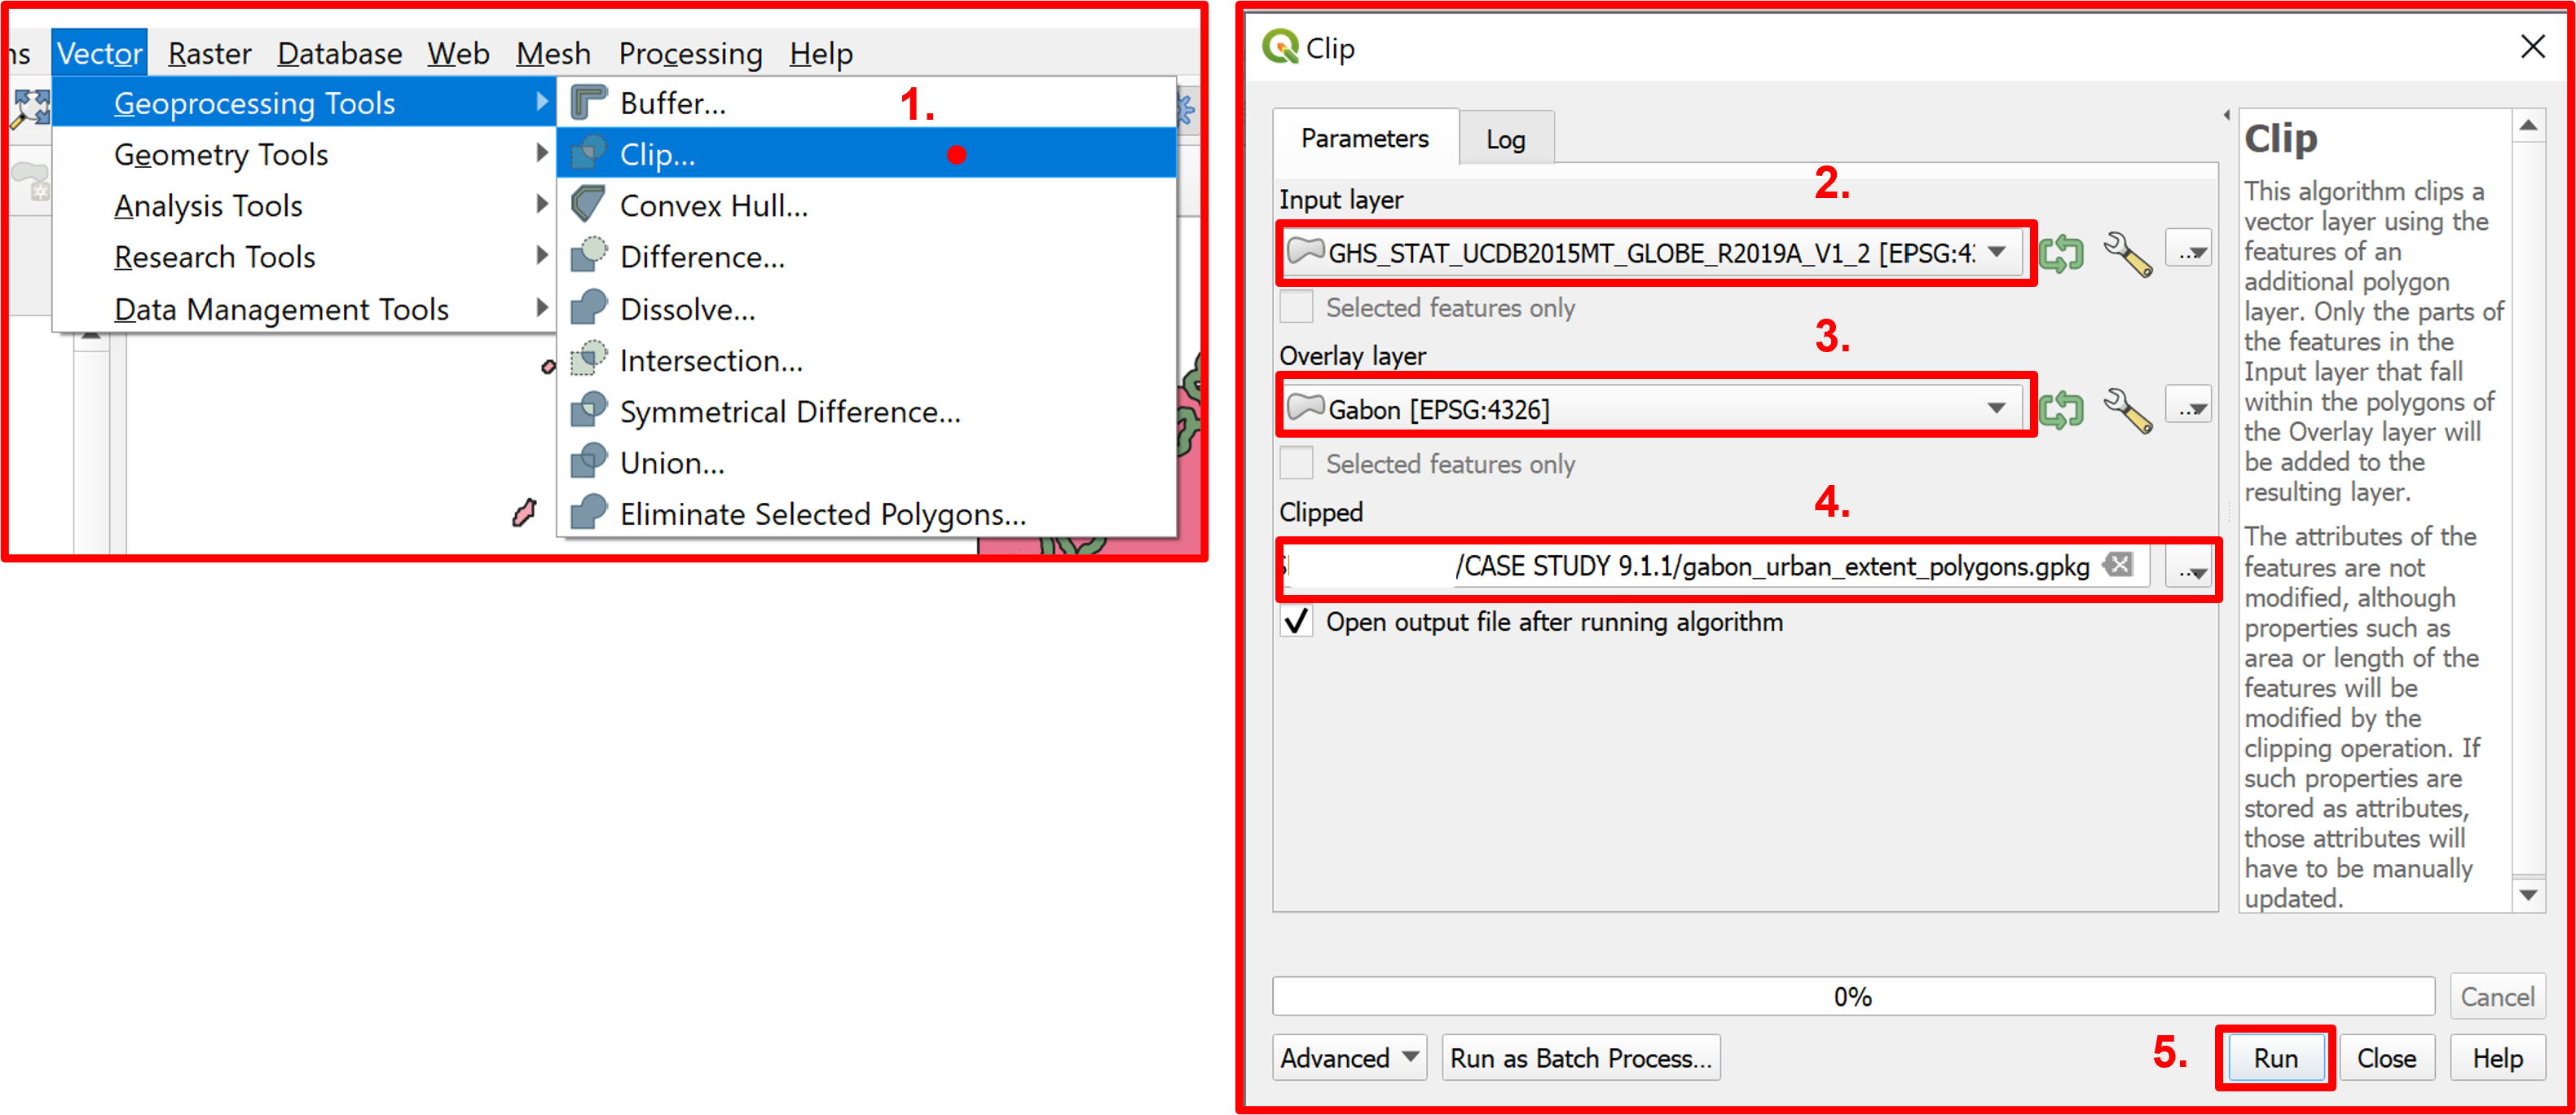 ns Vector Raster Database Web Mesh Processing Help
Geoprocessing Tools
Geometry Tools
Analysis Tools
Research Tools
Data Management Tools
Buffer...
1.
Clip...
Convex Hull...
Difference...
Dissolve...
Intersection...
Symmetrical Difference...
Union...
Eliminate Selected Polygons...
Clip
Parameters
Log
2.
Input layer
GHS_STAT_UCDB2015MT_GLOBE_R2019A_V1_2 [EPSG:4:
...
Selected features only
3.
Overlay layer
Gabon [EPSG:4326]
...
Selected features only
4.
Clipped
/CASE STUDY 9.1.1/gabon_urban_extent_polygons.gpkg
...
Open output file after running algorithm
Clip
This algorithm clips a
vector layer using the
features of an
additional polygon
layer. Only the parts of
the features in the
Input layer that fall
within the polygons of
the Overlay layer will
be added to the
resulting layer.
The attributes of the
features are not
modified, although
properties such as
area or length of the
features will be
modified by the
clipping operation. If
such properties are
stored as attributes,
those attributes will
have to be manually
updated.
0%
Cancel
Advanced
Run as Batch Process...
5.
Run
Close
Help